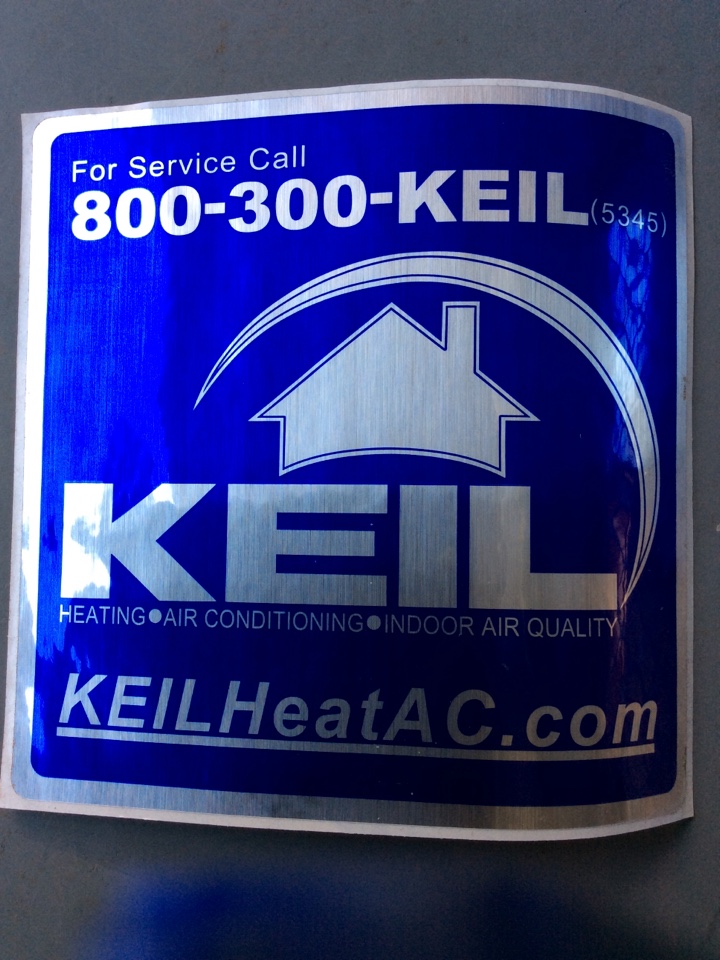 For Service Call
800-300-KEIL (5345)
KEIL
HEATING●AIR CONDITIONING●INDOOR AIR QUALITY
KEILHeatAC.com